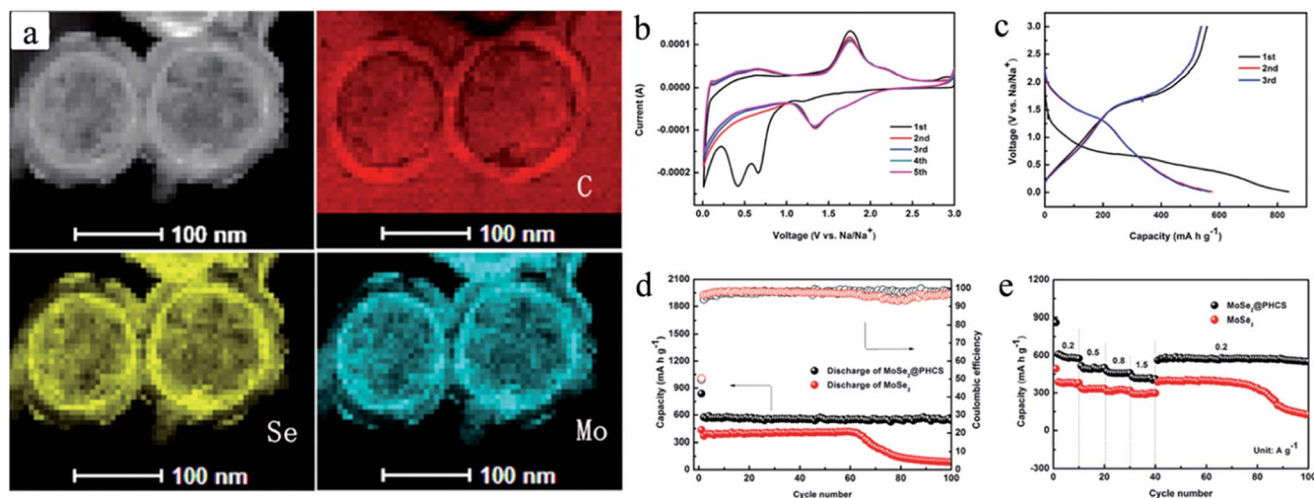 a
C
100 nm
100 nm
Se
100 nm
Mo
100 nm
b
Current (A)
0.0001
0.0000
-0.0001
-0.0002
1st
2nd
3rd
4th
5th
0.0 0.5 1.0 1.5 2.0 2.5 3.0
Voltage (V vs. Na/Na+)
c
Voltage (V vs. Na/Na+)
3.0
2.5
2.0
1.5
1.0
0.5
0.0
1st
2nd
3rd
0 200 400 600 800
Capacity (mA h g-1)
d
Capacity (mA h g-1)
2100
1800
1500
1200
900
600
300
0
Discharge of MoSe2@PHCS
Discharge of MoSe2
100
90
80
70
60
50
40
30
20
10
0
Coulombic efficiency
0 20 40 60 80 100
Cycle number
e
Capacity (mA h g-1)
1200
900
600
300
0
-300
MoSe2@PHCS
MoSe2
0.2 0.5 0.8 1.5 0.2
Unit: A g-1
0 20 40 60 80 100
Cycle number